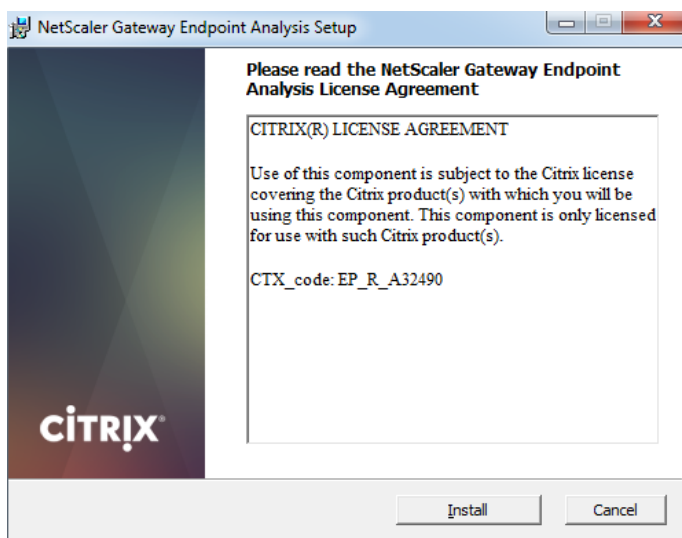 NetScaler Gateway Endpoint Analysis Setup
Please read the NetScaler Gateway Endpoint
Analysis License Agreement
CITRIX(R) LICENSE AGREEMENT
Use of this component is subject to the Citrix license
covering the Citrix product(s) with which you will be
using this component. This component is only licensed
for use with such Citrix product(s).
CTX_code: EP_R_A32490
CITRIX®
Install
Cancel